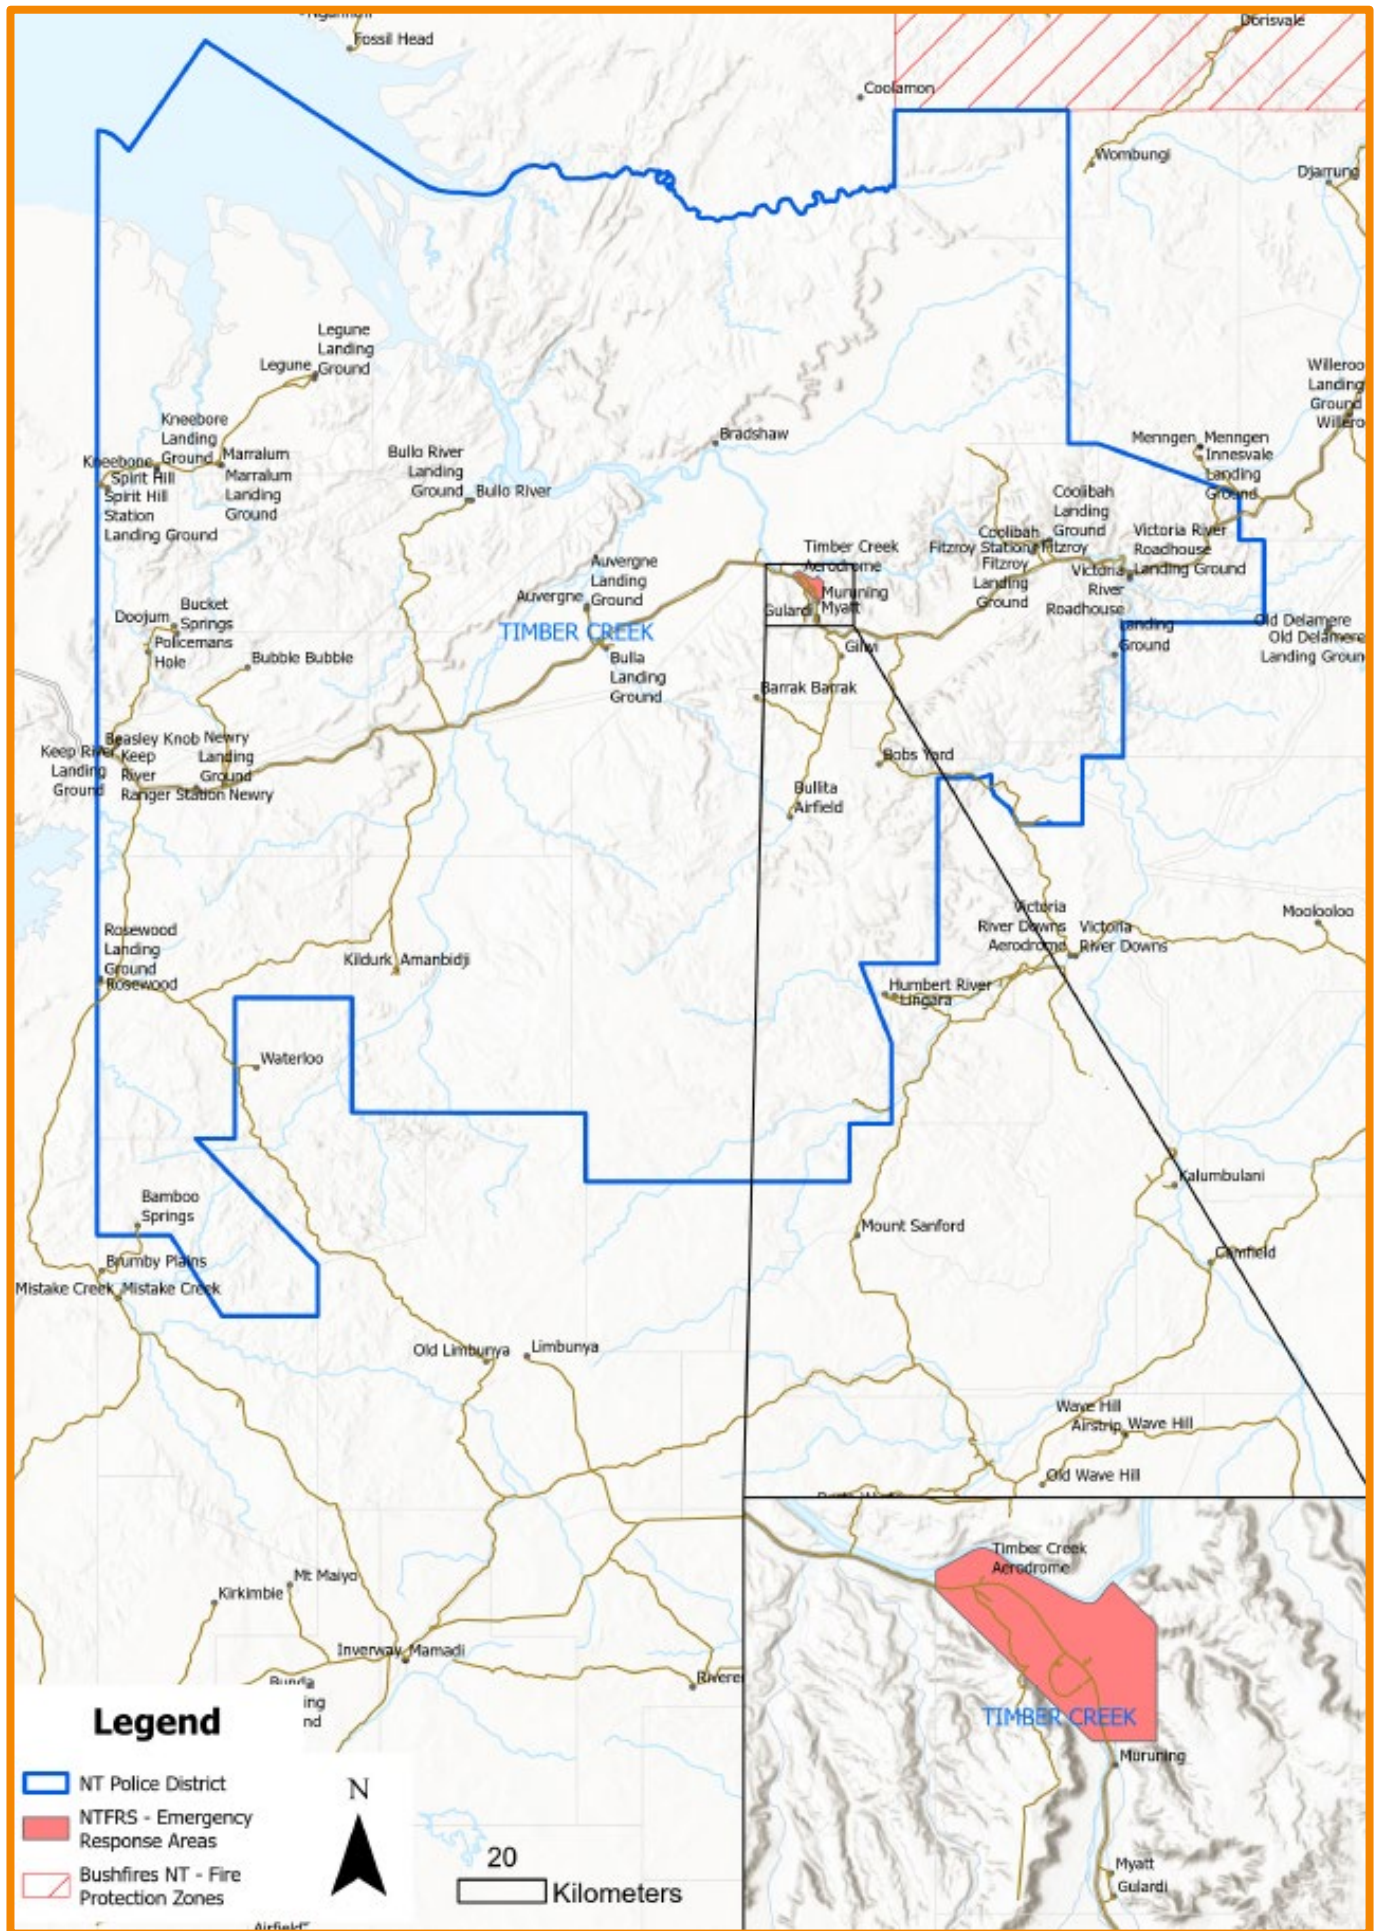 Fossil Head
Dorisvale
Coolamon
Wombungi
Djarrung
Legune
Landing
Ground
Legune
Kneebore
Landing
Ground
Kneebone
Marralum
Spirit Hill
Spirit Hill
Station
Landing Ground
Marralum
Landing
Ground
Bullo River
Landing
Ground
Bullo River
Bradshaw
Menngen
Menngen
Innesvale
Landing
Ground
Willeroo
Landing
Ground
Coolibah
Landing
Ground
Coolibah
Fitzroy Station
Fitzroy
Fitzroy
Landing
Ground
Victoria River
Roadhouse
Landing Ground
Victoria
River
Roadhouse
Landing
Ground
Timber Creek
Aerodrome
Muruning
Gulardi
Myatt
Auvergne
Landing
Ground
Auvergne
TIMBER CREEK
Bulla
Landing
Ground
Doojum
Bucket
Springs
Policemans
Hole
Bubble Bubble
Old Delamere
Old Delamere
Landing Groun
Giliwi
Barrak Barrak
Beasley Knob
Newry
Landing
Ground
Keep River
Landing
Ground
Keep
River
Ranger Station
Newry
Bobs Yard
Bullita
Airfield
Rosewood
Landing
Ground
Rosewood
Kildurk
Amanbidji
Victoria
River Downs
Aerodrome
Victoria
River Downs
Moolooloo
Humbert River
Lingara
Waterloo
Kalumbulani
Bamboo
Springs
Mount Sanford
Camfield
Brumby Plains
Mistake Creek
Mistake Creek
Old Limbunya
Limbunya
Wave Hill
Airstrip
Wave Hill
Old Wave Hill
Mt Maiyo
Kirkimbie
Inverway
Mamadi
Riveren
ing
nd
Timber Creek
Aerodrome
TIMBER CREEK
Muruning
Myatt
Gulardi
Legend
NT Police District
NTFRS - Emergency
Response Areas
Bushfires NT - Fire
Protection Zones
N
20
Kilometers
Airfield